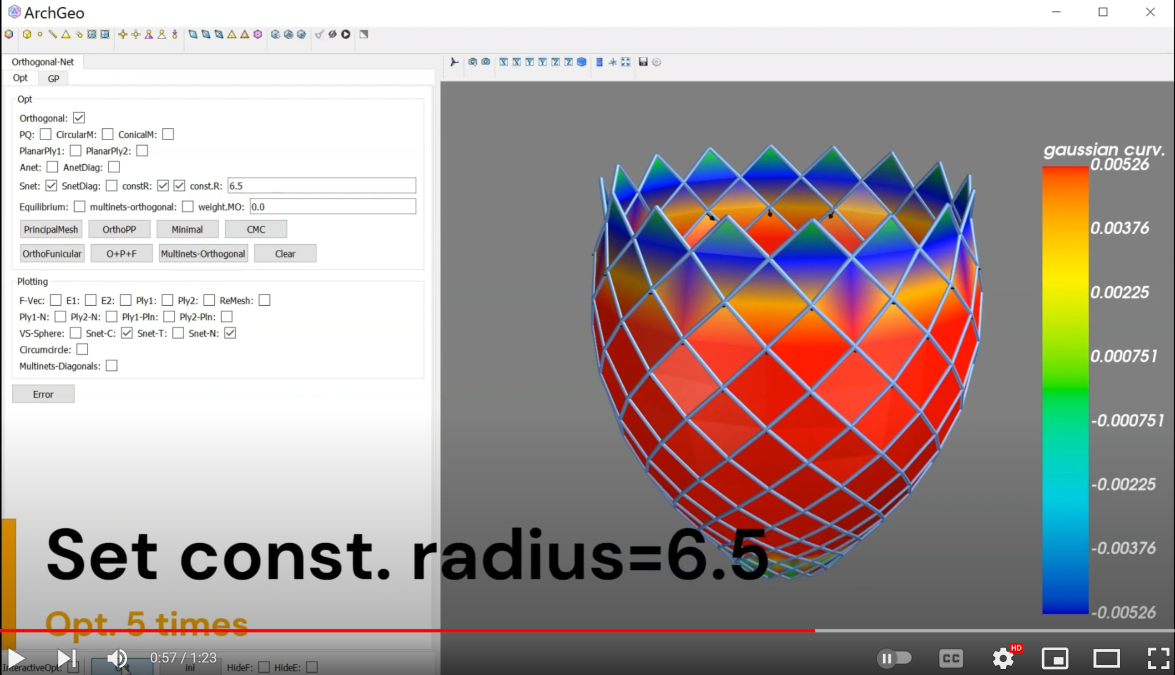 ArchGeo
Orthogonal-Net
Opt GP
Opt
Orthogonal:
PQ: CircularM: ConicalM:
PlanarPly1: PlanarPly2:
Anet: AnetDiag:
Snet: SnetDiag: constR: const.R: 6.5
Equilibrium: multinets-orthogonal: weight.MO: 0.0
PrincipalMesh OrthoPP Minimal CMC
OrthoFunicular O+P+F Multinets-Orthogonal Clear
Plotting
F-Vec: E1: E2: Ply1: Ply2: ReMesh:
Ply1-N: Ply2-N: Ply1-Pln: Ply2-Pln:
VS-Sphere: Snet-C: Snet-T: Snet-N:
Circumcircle:
Multinets-Diagonals:
Error
gaussian curv.
0.00526
0.00376
0.00225
0.000751
-0.000751
-0.00225
-0.00376
-0.00526
Set const. radius=6.5
Opt. 5 times
0:57 / 1:23
InteractiveOpt: Opt Ini HideF: HideE:
CC HD